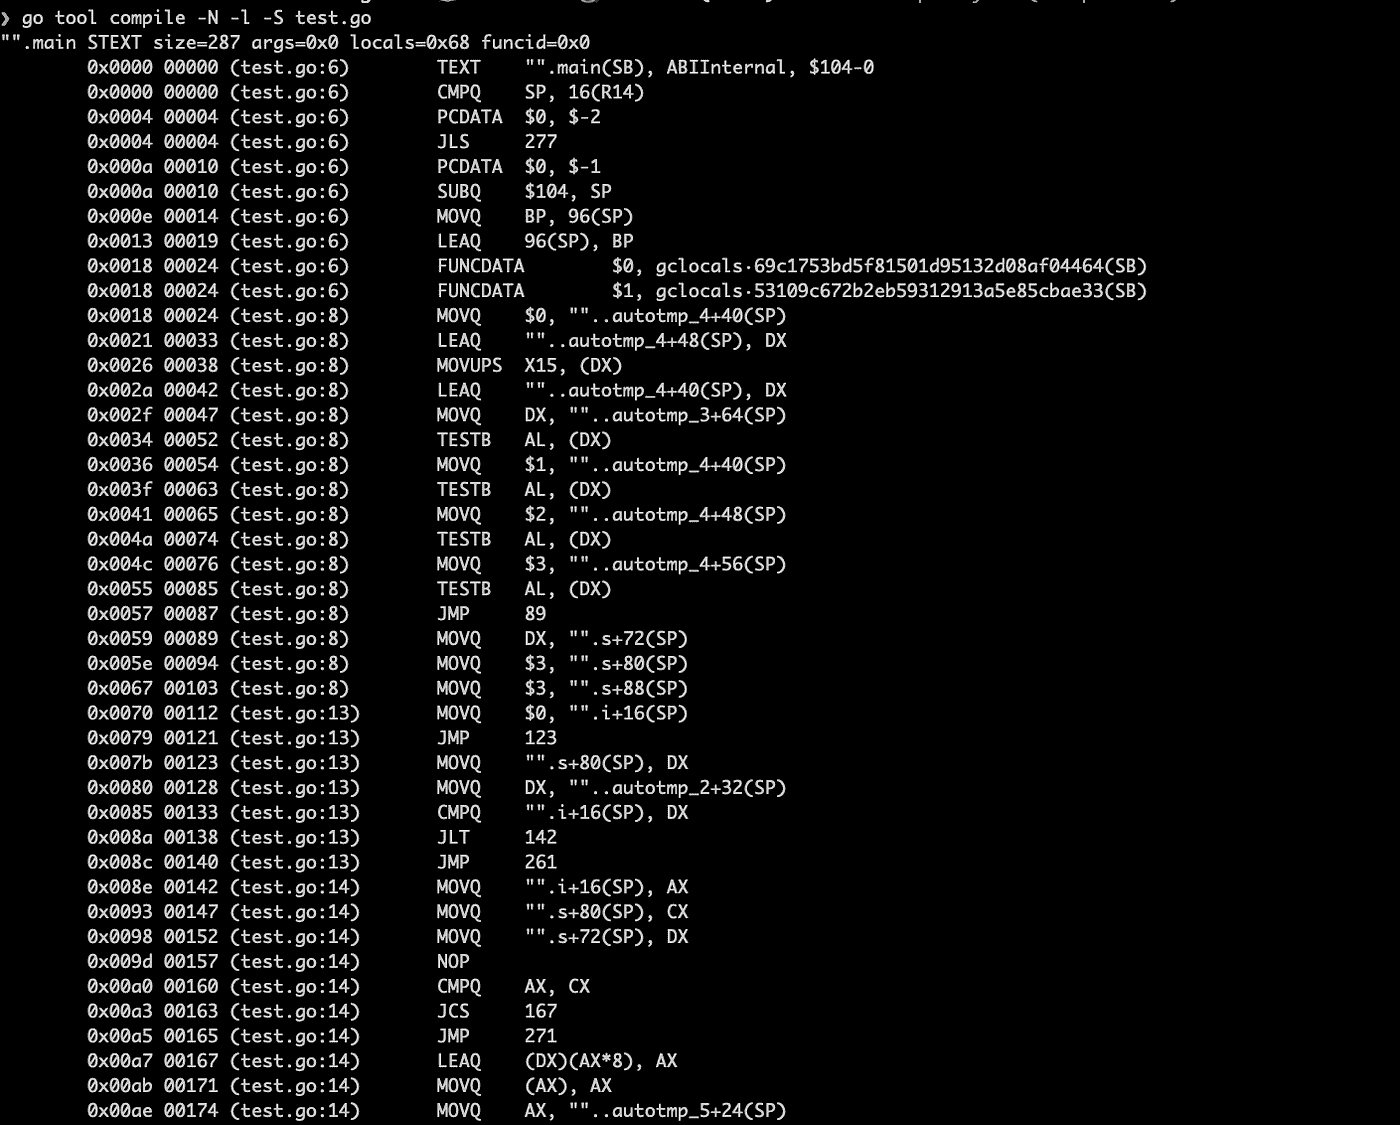 ❯ go tool compile -N -l -S test.go
"".main STEXT size=287 args=0x0 locals=0x68 funcid=0x0
0x0000 00000 (test.go:6) TEXT "".main(SB), ABIInternal, $104-0
0x0000 00000 (test.go:6) CMPQ SP, 16(R14)
0x0004 00004 (test.go:6) PCDATA $0, $-2
0x0004 00004 (test.go:6) JLS 277
0x000a 00010 (test.go:6) PCDATA $0, $-1
0x000a 00010 (test.go:6) SUBQ $104, SP
0x000e 00014 (test.go:6) MOVQ BP, 96(SP)
0x0013 00019 (test.go:6) LEAQ 96(SP), BP
0x0018 00024 (test.go:6) FUNCDATA $0, gclocals·69c1753bd5f81501d95132d08af04464(SB)
0x0018 00024 (test.go:6) FUNCDATA $1, gclocals·53109c672b2eb59312913a5e85cbae33(SB)
0x0018 00024 (test.go:8) MOVQ $0, ""..autotmp_4+40(SP)
0x0021 00033 (test.go:8) LEAQ ""..autotmp_4+48(SP), DX
0x0026 00038 (test.go:8) MOVUPS X15, (DX)
0x002a 00042 (test.go:8) LEAQ ""..autotmp_4+40(SP), DX
0x002f 00047 (test.go:8) MOVQ DX, ""..autotmp_3+64(SP)
0x0034 00052 (test.go:8) TESTB AL, (DX)
0x0036 00054 (test.go:8) MOVQ $1, ""..autotmp_4+40(SP)
0x003f 00063 (test.go:8) TESTB AL, (DX)
0x0041 00065 (test.go:8) MOVQ $2, ""..autotmp_4+48(SP)
0x004a 00074 (test.go:8) TESTB AL, (DX)
0x004c 00076 (test.go:8) MOVQ $3, ""..autotmp_4+56(SP)
0x0055 00085 (test.go:8) TESTB AL, (DX)
0x0057 00087 (test.go:8) JMP 89
0x0059 00089 (test.go:8) MOVQ DX, "".s+72(SP)
0x005e 00094 (test.go:8) MOVQ $3, "".s+80(SP)
0x0067 00103 (test.go:8) MOVQ $3, "".s+88(SP)
0x0070 00112 (test.go:13) MOVQ $0, "".i+16(SP)
0x0079 00121 (test.go:13) JMP 123
0x007b 00123 (test.go:13) MOVQ "".s+80(SP), DX
0x0080 00128 (test.go:13) MOVQ DX, ""..autotmp_2+32(SP)
0x0085 00133 (test.go:13) CMPQ "".i+16(SP), DX
0x008a 00138 (test.go:13) JLT 142
0x008c 00140 (test.go:13) JMP 261
0x008e 00142 (test.go:14) MOVQ "".i+16(SP), AX
0x0093 00147 (test.go:14) MOVQ "".s+80(SP), CX
0x0098 00152 (test.go:14) MOVQ "".s+72(SP), DX
0x009d 00157 (test.go:14) NOP
0x00a0 00160 (test.go:14) CMPQ AX, CX
0x00a3 00163 (test.go:14) JCS 167
0x00a5 00165 (test.go:14) JMP 271
0x00a7 00167 (test.go:14) LEAQ (DX)(AX*8), AX
0x00ab 00171 (test.go:14) MOVQ (AX), AX
0x00ae 00174 (test.go:14) MOVQ AX, ""..autotmp_5+24(SP)